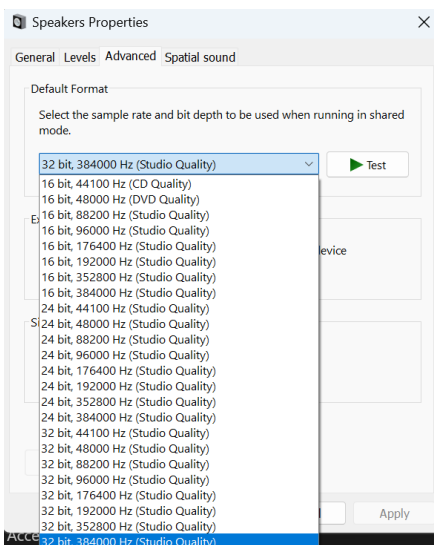 Speakers Properties
General Levels Advanced Spatial sound
Default Format
Select the sample rate and bit depth to be used when running in shared
mode.
32 bit, 384000 Hz (Studio Quality)
Test
16 bit, 44100 Hz (CD Quality)
16 bit, 48000 Hz (DVD Quality)
16 bit, 88200 Hz (Studio Quality)
16 bit, 96000 Hz (Studio Quality)
16 bit, 176400 Hz (Studio Quality)
16 bit, 192000 Hz (Studio Quality)
16 bit, 352800 Hz (Studio Quality)
16 bit, 384000 Hz (Studio Quality)
24 bit, 44100 Hz (Studio Quality)
24 bit, 48000 Hz (Studio Quality)
24 bit, 88200 Hz (Studio Quality)
24 bit, 96000 Hz (Studio Quality)
24 bit, 176400 Hz (Studio Quality)
24 bit, 192000 Hz (Studio Quality)
24 bit, 352800 Hz (Studio Quality)
24 bit, 384000 Hz (Studio Quality)
32 bit, 44100 Hz (Studio Quality)
32 bit, 48000 Hz (Studio Quality)
32 bit, 88200 Hz (Studio Quality)
32 bit, 96000 Hz (Studio Quality)
32 bit, 176400 Hz (Studio Quality)
32 bit, 192000 Hz (Studio Quality)
32 bit, 352800 Hz (Studio Quality)
32 bit, 384000 Hz (Studio Quality)
Apply